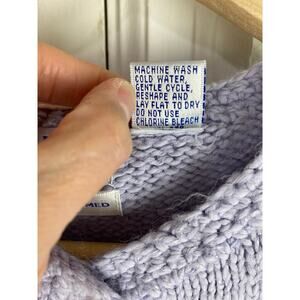 MACHINE WASH
COLD WATER,
GENTLE CYCLE,
RESHAPE AND
LAY FLAT TO DRY
DO NOT USE
CHLORINE BLEACH
MED